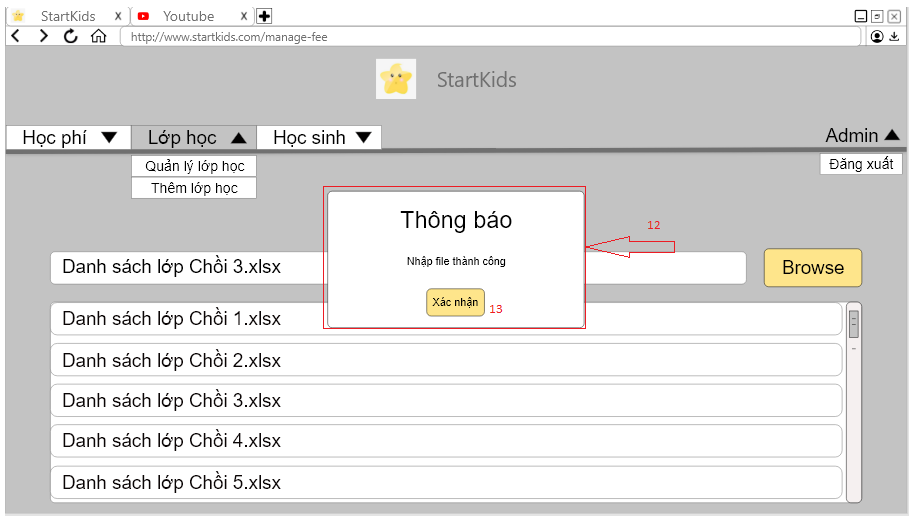 StartKids x Youtube x
http://www.startkids.com/manage-fee
StartKids
Học phí Lớp học Học sinh Admin
Quản lý lớp học Đăng xuất
Thêm lớp học
Thông báo
12
Nhập file thành công
Danh sách lớp Chồi 3.xlsx Browse
Xác nhận 13
Danh sách lớp Chồi 1.xlsx
Danh sách lớp Chồi 2.xlsx
Danh sách lớp Chồi 3.xlsx
Danh sách lớp Chồi 4.xlsx
Danh sách lớp Chồi 5.xlsx